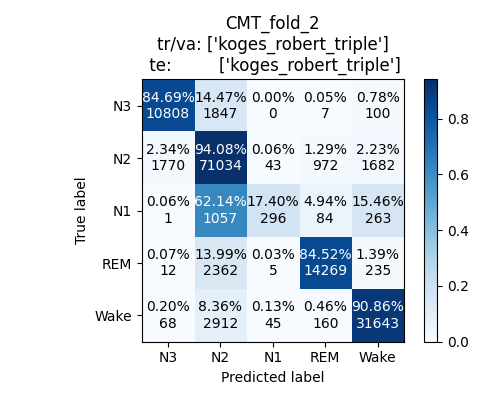 CMT_fold_2
tr/va: ['koges_robert_triple']
te: ['koges_robert_triple']
True label
N3
84.69% 14.47% 0.00% 0.05% 0.78%
10808 1847 0 7 100
N2
2.34% 94.08% 0.06% 1.29% 2.23%
1770 71034 43 972 1682
N1
0.06% 62.14% 17.40% 4.94% 15.46%
1 1057 296 84 263
REM
0.07% 13.99% 0.03% 84.52% 1.39%
12 2362 5 14269 235
Wake
0.20% 8.36% 0.13% 0.46% 90.86%
68 2912 45 160 31643
N3 N2 N1 REM Wake
Predicted label
0.8
0.6
0.4
0.2
0.0